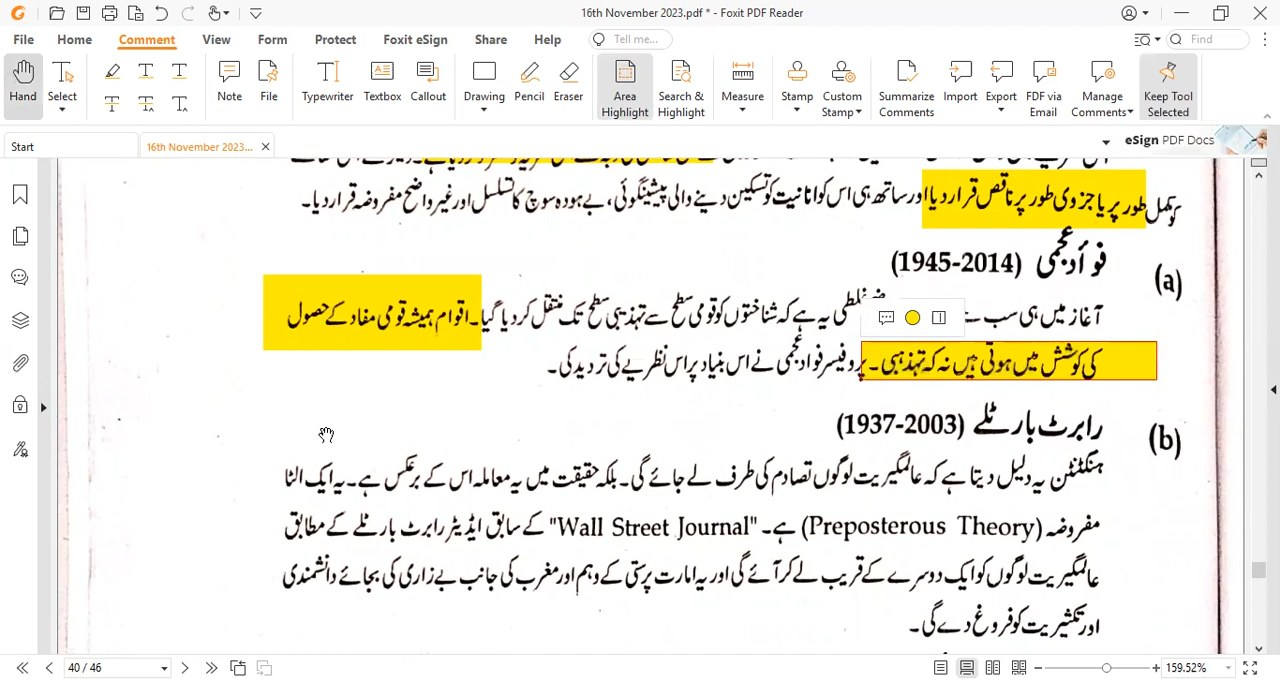 16th November 2023.pdf * - Foxit PDF Reader
File Home Comment View Form Protect Foxit eSign Share Help Tell me... Find
Hand Select Note File Typewriter Textbox Callout Drawing Pencil Eraser Area Highlight Search & Highlight Measure Stamp Custom Stamp Summarize Comments Import Export FDF via Email Manage Comments Keep Tool Selected
Start 16th November 2023... eSign PDF Docs
کو مکمل طور پر یا جزوی طور پر ناقص قرار دیا اور ساتھ ہی اس کو انانیت کو تسکین دینے والی پیشینگوئی، بے ہودہ سوچ کا تسلسل اور غیر واضح مفروضہ قرار دیا۔
(a) فوأد عجمی (1945-2014)
آغاز میں ہی سب سے غلطی یہ ہے کہ شناختوں کو قومی سطح سے تہذیبی سطح تک منتقل کر دیا گیا۔ اقوام ہمیشہ قومی مفاد کے حصول
کی کوشش میں ہوتی ہیں نہ کہ تہذیبی۔ پروفیسر فواد عجمی نے اس بنیاد پر اس نظریے کی تردید کی۔
(b) رابرٹ بارٹلے (1937-2003)
ہنگٹنٹن یہ دلیل دیتا ہے کہ عالمگیریت لوگوں تصادم کی طرف لے جائے گی۔ بلکہ حقیقت میں یہ معاملہ اس کے برعکس ہے۔ یہ ایک الٹا
مفروضہ (Preposterous Theory) ہے۔ "Wall Street Journal" کے سابق ایڈیٹر رابرٹ بارٹلے کے مطابق
عالمگیریت لوگوں کو ایک دوسرے کے قریب لے کر آئے گی اور یہ امارت پرستی کے وہم اور مغرب کی جانب بے زاری کی بجائے دانشمندی
اور تکثیریت کو فروغ دے گی۔
40 / 46 159.52%